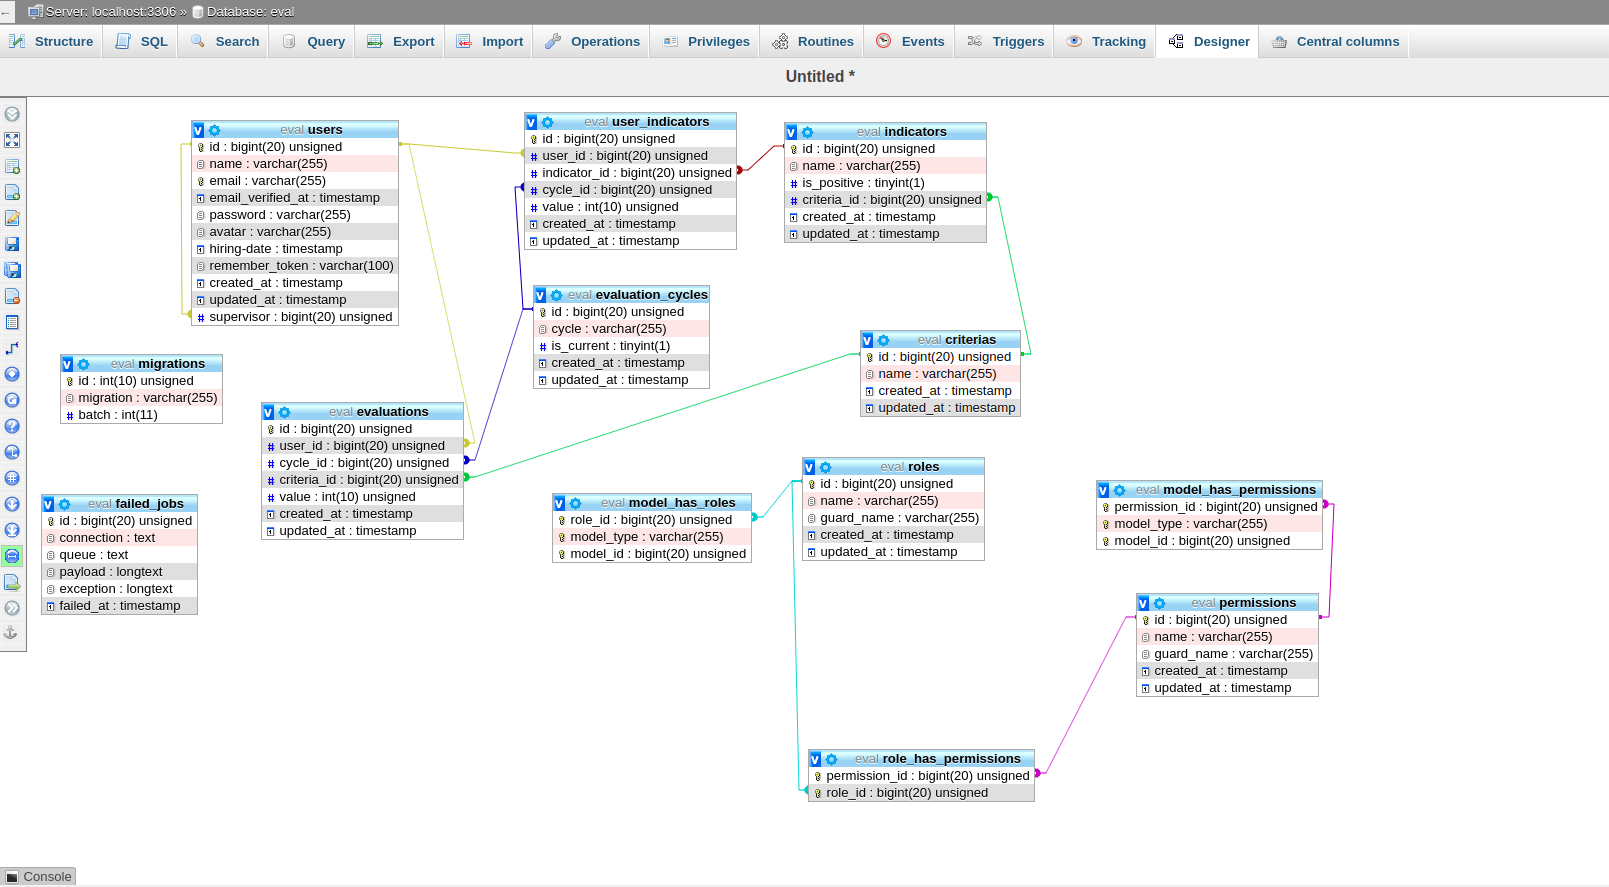 Server: localhost:3306 » Database: eval
Structure SQL Search Query Export Import Operations Privileges Routines Events Triggers Tracking Designer Central columns
Untitled *
eval users
id : bigint(20) unsigned
name : varchar(255)
email : varchar(255)
email_verified_at : timestamp
password : varchar(255)
avatar : varchar(255)
hiring-date : timestamp
remember_token : varchar(100)
created_at : timestamp
updated_at : timestamp
supervisor : bigint(20) unsigned
eval user_indicators
id : bigint(20) unsigned
user_id : bigint(20) unsigned
indicator_id : bigint(20) unsigned
cycle_id : bigint(20) unsigned
value : int(10) unsigned
created_at : timestamp
updated_at : timestamp
eval indicators
id : bigint(20) unsigned
name : varchar(255)
is_positive : tinyint(1)
criteria_id : bigint(20) unsigned
created_at : timestamp
updated_at : timestamp
eval evaluation_cycles
id : bigint(20) unsigned
cycle : varchar(255)
is_current : tinyint(1)
created_at : timestamp
updated_at : timestamp
eval criterias
id : bigint(20) unsigned
name : varchar(255)
created_at : timestamp
updated_at : timestamp
eval migrations
id : int(10) unsigned
migration : varchar(255)
batch : int(11)
eval evaluations
id : bigint(20) unsigned
user_id : bigint(20) unsigned
cycle_id : bigint(20) unsigned
criteria_id : bigint(20) unsigned
value : int(10) unsigned
created_at : timestamp
updated_at : timestamp
eval failed_jobs
id : bigint(20) unsigned
connection : text
queue : text
payload : longtext
exception : longtext
failed_at : timestamp
eval model_has_roles
role_id : bigint(20) unsigned
model_type : varchar(255)
model_id : bigint(20) unsigned
eval roles
id : bigint(20) unsigned
name : varchar(255)
guard_name : varchar(255)
created_at : timestamp
updated_at : timestamp
eval model_has_permissions
permission_id : bigint(20) unsigned
model_type : varchar(255)
model_id : bigint(20) unsigned
eval permissions
id : bigint(20) unsigned
name : varchar(255)
guard_name : varchar(255)
created_at : timestamp
updated_at : timestamp
eval role_has_permissions
permission_id : bigint(20) unsigned
role_id : bigint(20) unsigned
Console